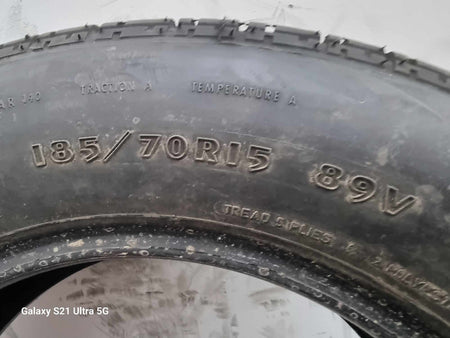 TRACTION A TEMPERATURE A
185/70R15 89V
TREAD 5 PLIES
Galaxy S21 Ultra 5G